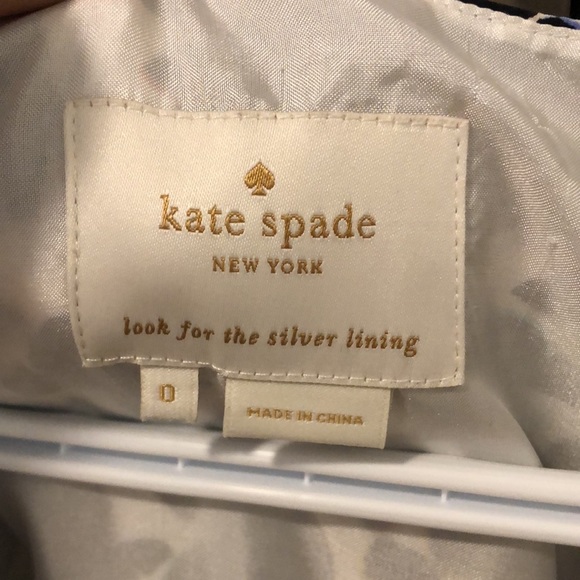 kate spade
NEW YORK
look for the silver lining
0
MADE IN CHINA